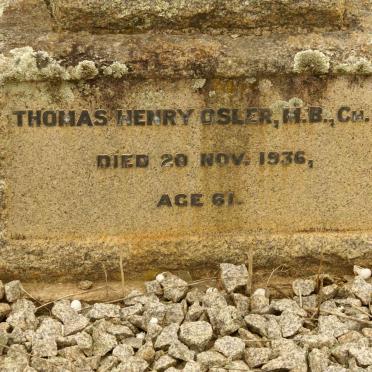 THOMAS HENRY OSLER, M.B., CH.
DIED 20 NOV. 1936,
AGE 61.